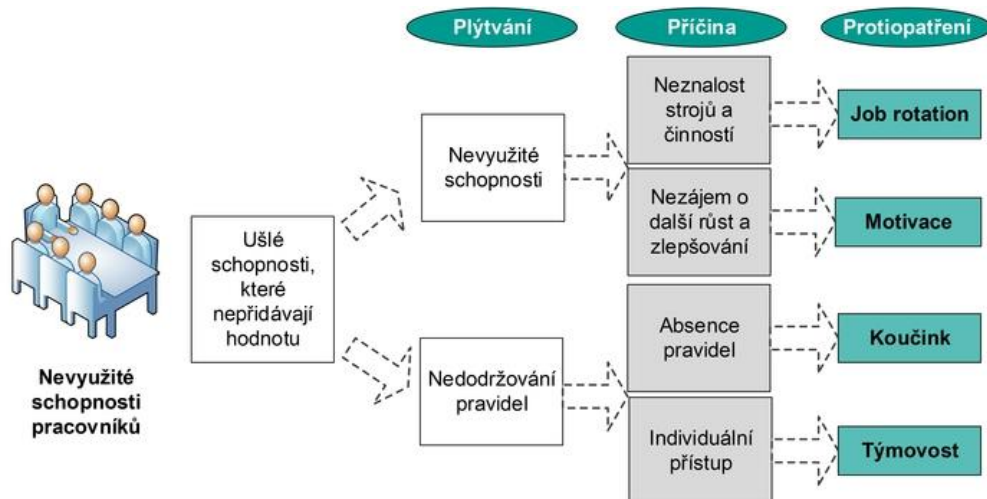 Plýtvání
Příčina
Protiopatření
Neznalost
strojů a
činností
Job rotation
Nevyužité
schopnosti
Nezájem o
další růst a
zlepšování
Motivace
Ušlé
schopnosti,
které
nepřidávají
hodnotu
Nevyužité
schopnosti
pracovníků
Absence
pravidel
Koučink
Nedodržování
pravidel
Individuální
přístup
Týmovost